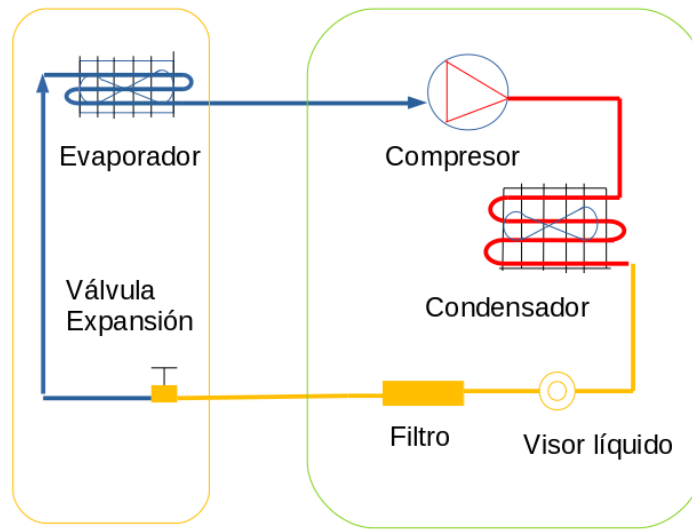 Evaporador
Compresor
Condensador
Válvula
Expansión
Filtro
Visor líquido